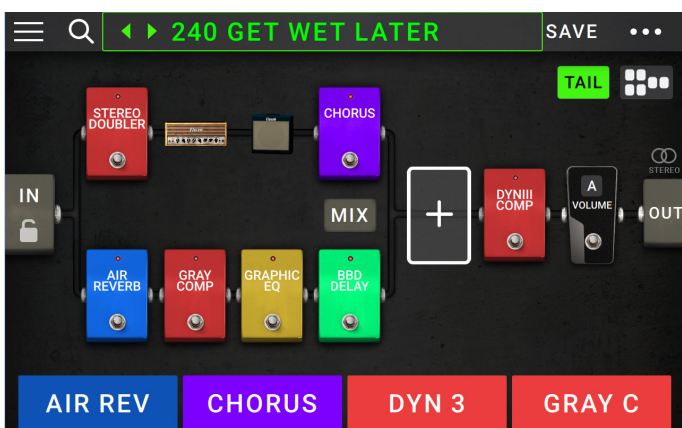 240 GET WET LATER
SAVE
TAIL
STEREO
DOUBLER
CHORUS
STEREO
IN
MIX
DYNIII
COMP
A
VOLUME
OUT
AIR
REVERB
GRAY
COMP
GRAPHIC
EQ
BBD
DELAY
AIR REV
CHORUS
DYN 3
GRAY C